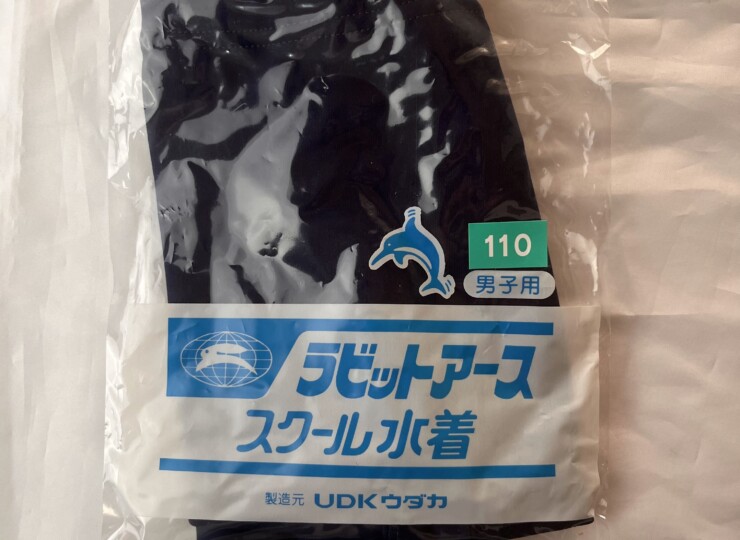 110
男子用
ラビットアース
スクール水着
製造元 UDKウダカ